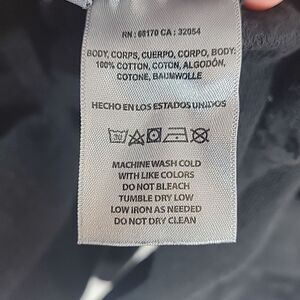 RN : 68170 CA : 32054
BODY, CORPS, CUERPO, CORPO, BODY:
100% COTTON, COTON, ALGODÓN,
COTONE, BAUMWOLLE
HECHO EN LOS ESTADOS UNIDOS
MACHINE WASH COLD
WITH LIKE COLORS
DO NOT BLEACH
TUMBLE DRY LOW
LOW IRON AS NEEDED
DO NOT DRY CLEAN